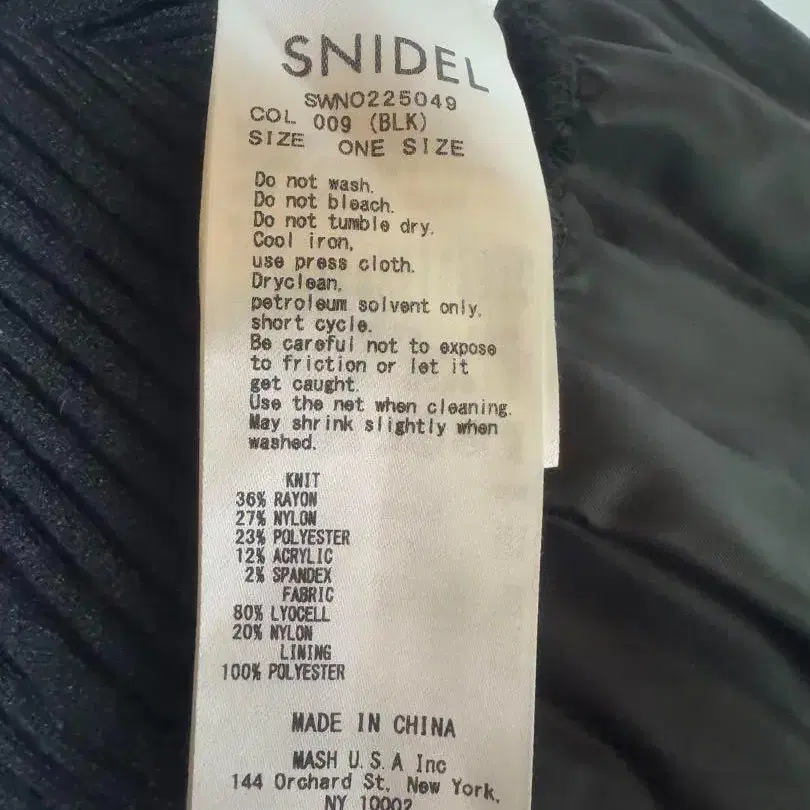 SNIDEL
SWNO225049
COL 009 (BLK)
SIZE ONE SIZE
Do not wash.
Do not bleach.
Do not tumble dry.
Cool iron,
use press cloth.
Dryclean,
petroleum solvent only,
short cycle.
Be careful not to expose
to friction or let it
get caught.
Use the net when cleaning.
May shrink slightly when
washed.
KNIT
36% RAYON
27% NYLON
23% POLYESTER
12% ACRYLIC
2% SPANDEX
FABRIC
80% LYOCELL
20% NYLON
LINING
100% POLYESTER
MADE IN CHINA
MASH U.S.A Inc
144 Orchard St, New York,
NY 10002